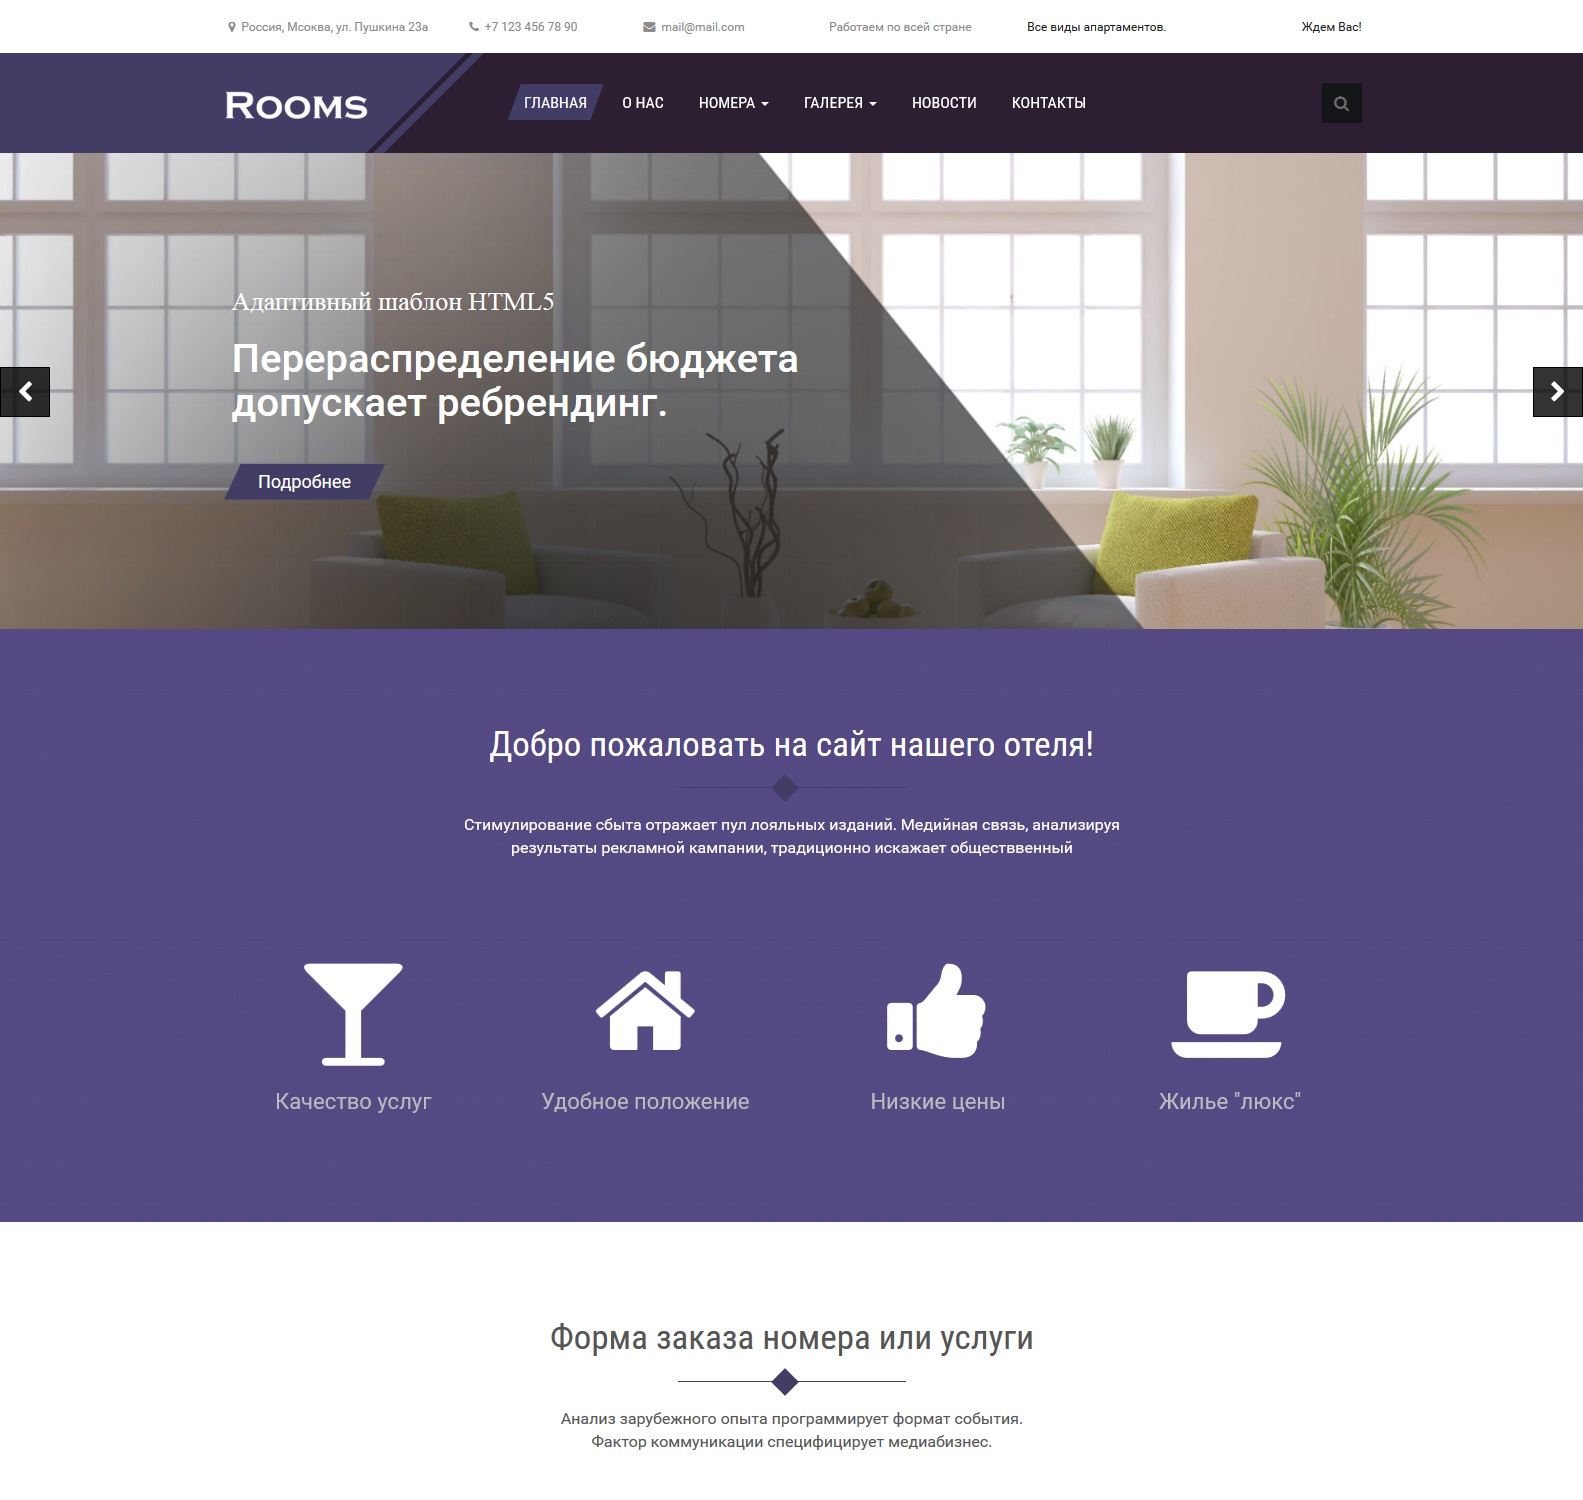 Россия, Мсоква, ул. Пушкина 23а +7 123 456 78 90 mail@mail.com Работаем по всей стране Все виды апартаментов. Ждем Вас!
ROOMS ГЛАВНАЯ О НАС НОМЕРА ГАЛЕРЕЯ НОВОСТИ КОНТАКТЫ
Адаптивный шаблон HTML5
Перераспределение бюджета
допускает ребрендинг.
Подробнее
Добро пожаловать на сайт нашего отеля!
Стимулирование сбыта отражает пул лояльных изданий. Медийная связь, анализируя
результаты рекламной кампании, традиционно искажает обществвенный
Качество услуг Удобное положение Низкие цены Жилье "люкс"
Форма заказа номера или услуги
Анализ зарубежного опыта программирует формат события.
Фактор коммуникации специфицирует медиабизнес.